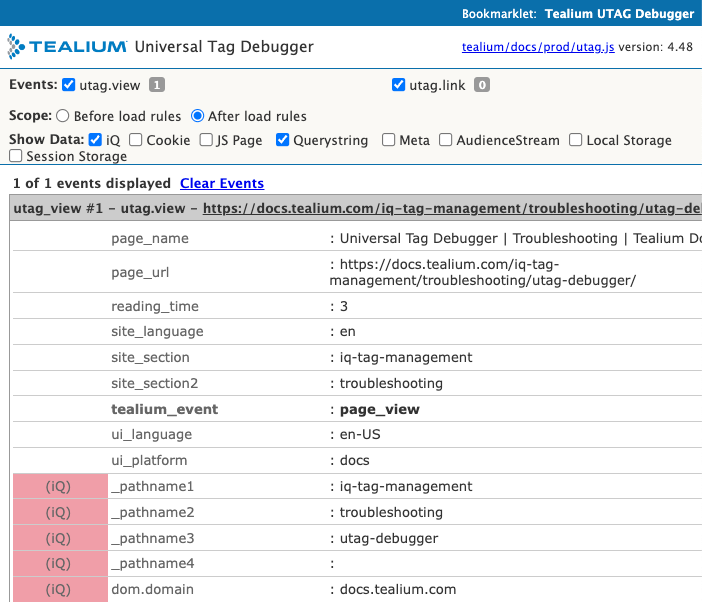 Bookmarklet: Tealium UTAG Debugger
TEALIUM Universal Tag Debugger
tealium/docs/prod/utag.js version: 4.48
Events: utag.view 1 utag.link 0
Scope: Before load rules After load rules
Show Data: iQ Cookie JS Page Querystring Meta AudienceStream Local Storage
Session Storage
1 of 1 events displayed Clear Events
utag_view #1 – utag.view – https://docs.tealium.com/iq-tag-management/troubleshooting/utag-de
page_name : Universal Tag Debugger | Troubleshooting | Tealium Do
page_url : https://docs.tealium.com/iq-tag-
management/troubleshooting/utag-debugger/
reading_time : 3
site_language : en
site_section : iq-tag-management
site_section2 : troubleshooting
tealium_event : page_view
ui_language : en-US
ui_platform : docs
(iQ) _pathname1 : iq-tag-management
(iQ) _pathname2 : troubleshooting
(iQ) _pathname3 : utag-debugger
(iQ) _pathname4 :
(iQ) dom.domain : docs.tealium.com